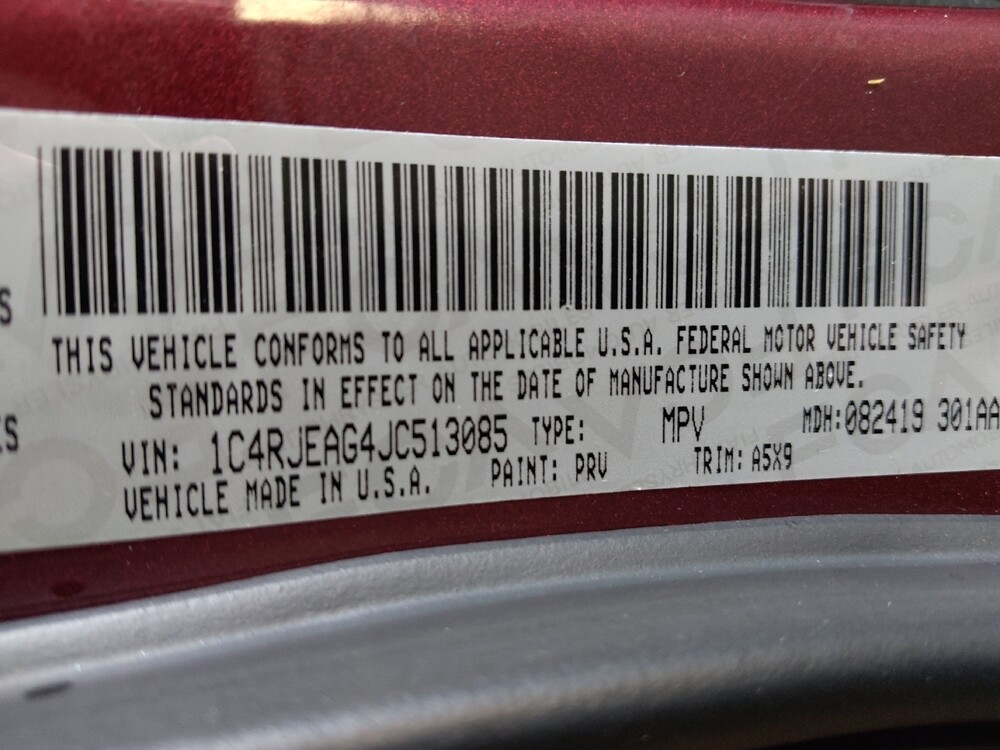 S
THIS VEHICLE CONFORMS TO ALL APPLICABLE U.S.A. FEDERAL MOTOR VEHICLE SAFETY
STANDARDS IN EFFECT ON THE DATE OF MANUFACTURE SHOWN ABOVE.
VIN: 1C4RJEAG4JC513085 TYPE: MPV MDH:082419 301AA
VEHICLE MADE IN U.S.A. PAINT: PRV TRIM: A5X9